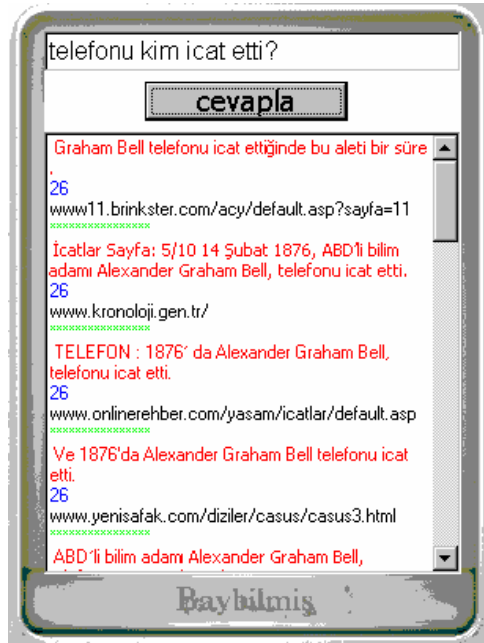 telefonu kim icat etti?
cevapla
Graham Bell telefonu icat ettiğinde bu aleti bir süre
.
26
www11.brinkster.com/acy/default.asp?sayfa=11
xxxxxxxxxxxxxxxx
İcatlar Sayfa: 5/10 14 Şubat 1876, ABD'li bilim
adamı Alexander Graham Bell, telefonu icat etti.
26
www.kronoloji.gen.tr/
xxxxxxxxxxxxxxxx
TELEFON : 1876´ da Alexander Graham Bell,
telefonu icat etti.
26
www.onlinerehber.com/yasam/icatlar/default.asp
xxxxxxxxxxxxxxxx
Ve 1876'da Alexander Graham Bell telefonu icat
etti.
26
www.yenisafak.com/diziler/casus/casus3.html
xxxxxxxxxxxxxxxx
ABD´li bilim adamı Alexander Graham Bell,
Baybilmiş